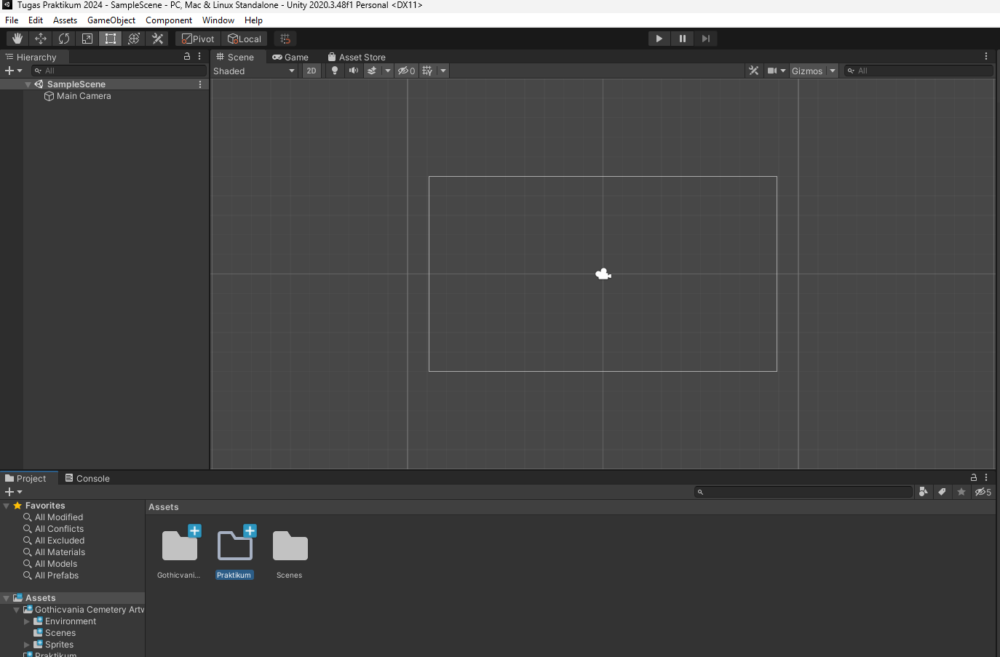 Tugas Praktikum 2024 - SampleScene - PC, Mac & Linux Standalone - Unity 2020.3.48f1 Personal <DX11>
File Edit Assets GameObject Component Window Help
Pivot Local
Hierarchy
All
SampleScene
Main Camera
Scene Game Asset Store
Shaded 2D 0 Gizmos All
Project Console
5
Favorites
All Modified
All Conflicts
All Excluded
All Materials
All Models
All Prefabs
Assets
Gothicvania Cemetery Artw
Environment
Scenes
Sprites
Praktikum
Assets
Gothicvani... Praktikum Scenes